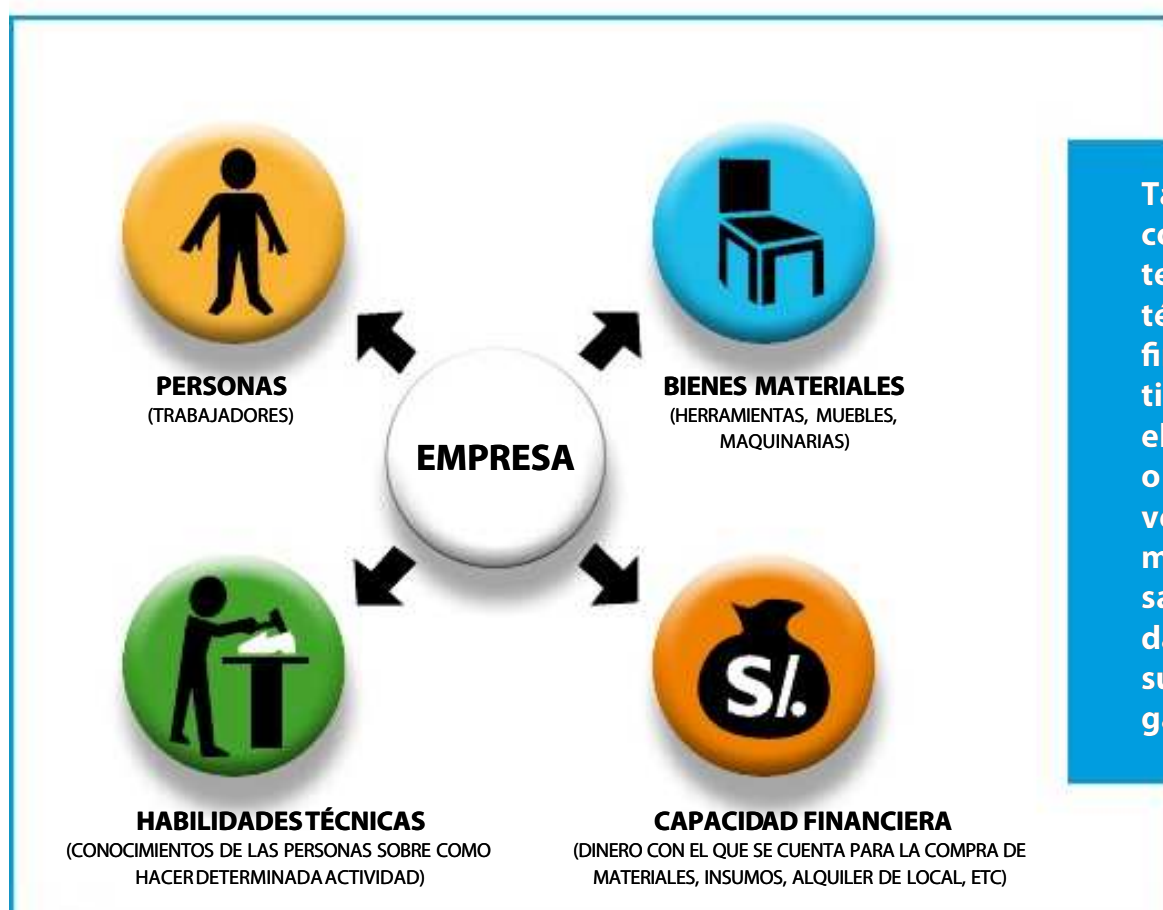 PERSONAS
(TRABAJADORES)
BIENES MATERIALES
(HERRAMIENTAS, MUEBLES,
MAQUINARIAS)
EMPRESA
S/.
HABILIDADES TÉCNICAS
(CONOCIMIENTOS DE LAS PERSONAS SOBRE COMO
HACER DETERMINADA ACTIVIDAD)
CAPACIDAD FINANCIERA
(DINERO CON EL QUE SE CUENTA PARA LA COMPRA DE
MATERIALES, INSUMOS, ALQUILER DE LOCAL, ETC)